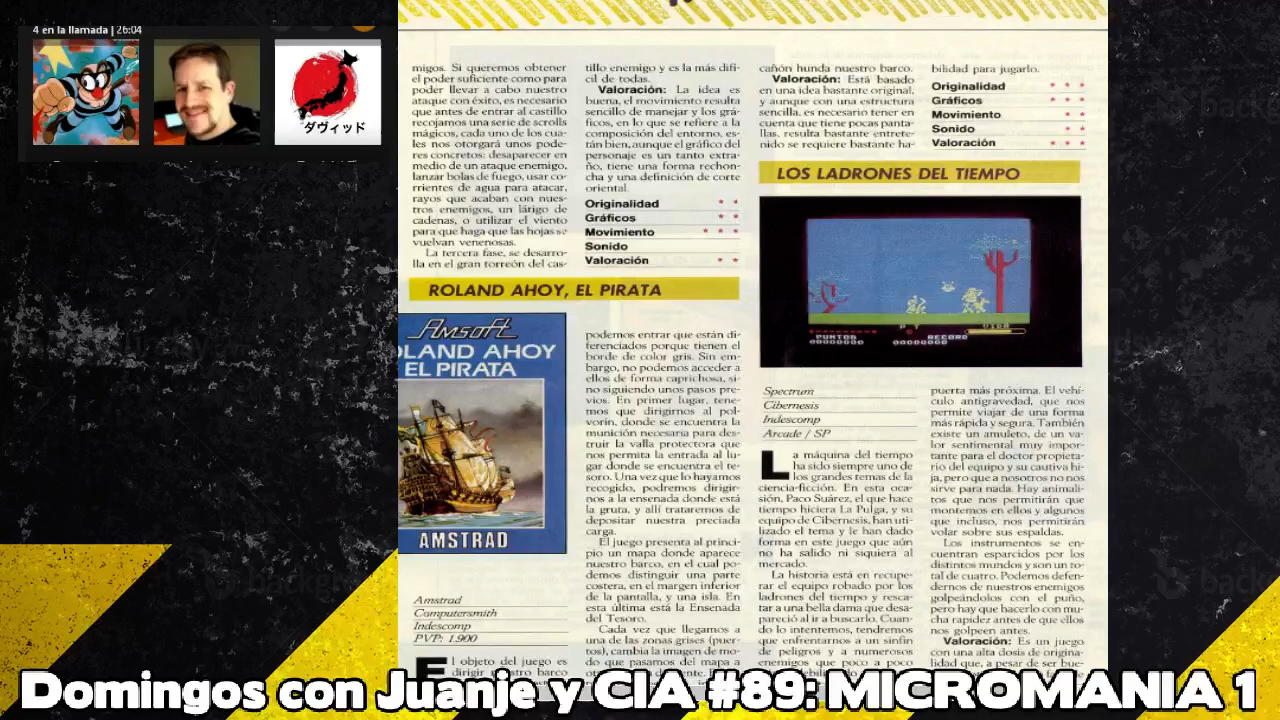 4 en la llamada | 26:04
ダヴィッド
migos. Si queremos obtener
el poder suficiente como para
poder llevar a cabo nuestro
ataque con éxito, es necesario
que antes de entrar al castillo
recojamos una serie de scrolls
mágicos, cada uno de los cua-
les nos otorgará unos pode-
res concretos: desaparecer en
medio de un ataque enemigo,
lanzar bolas de fuego, usar co-
rrientes de agua para atacar,
rayos que acaban con nues-
tros enemigos, un látigo de
cadenas, o utilizar el viento
para que haga que las hojas se
vuelvan venenosas.
La tercera fase, se desarro-
lla en el gran torreón del cas-
tillo enemigo y es la más difí-
cil de todas.
Valoración: La idea es
buena, el movimiento resulta
sencillo de manejar y los grá-
ficos, en lo que se refiere a la
composición del entorno, es-
tán bien, aunque el gráfico del
personaje es un tanto extra-
ño, tiene una forma rechon-
cha y una definición de corte
oriental.
Originalidad * *
Gráficos * *
Movimiento * * *
Sonido
Valoración * *
ROLAND AHOY, EL PIRATA
Amsoft
OLAND AHOY
EL PIRATA
AMSTRAD
Amstrad
Computersmith
Indescomp
PVP: 1.900
El objeto del juego es
dirigir nuestro barco
podemos entrar que están di-
ferenciados porque tienen el
borde de color gris. Sin em-
bargo, no podemos acceder a
ellos de forma caprichosa, si-
no siguiendo unos pasos pre-
vios. En primer lugar, tene-
mos que dirigirnos al pol-
vorín, donde se encuentra la
munición necesaria para des-
truir la valla protectora que
nos permita la entrada al lu-
gar donde se encuentra el te-
soro. Una vez que lo hayamos
recogido, podremos dirigir-
nos a la ensenada donde está
la gruta, y allí trataremos de
depositar nuestra preciada
carga.
El juego presenta al princi-
pio un mapa donde aparece
nuestro barco, en el cual po-
demos distinguir una parte
costera, en el margen inferior
de la pantalla, y una isla. En
esta última está la Ensenada
del Tesoro.
Cada vez que llegamos a
una de las zonas grises (puer-
tos), cambia la imagen de mo-
do que pasamos del mapa a
cañón hunda nuestro barco.
Valoración: Está basado
en una idea bastante original,
y aunque con una estructura
sencilla, es necesario tener en
cuenta que tiene pocas panta-
llas, resulta bastante entrete-
nido se requiere bastante ha-
bilidad para jugarlo.
Originalidad * * *
Gráficos * * *
Movimiento * *
Sonido * *
Valoración * * *
LOS LADRONES DEL TIEMPO
PUNTOS
00000000
RECORD
00000000
VIGOR
Spectrum
Cibernesis
Indescomp
Arcade / SP
La máquina del tiempo
ha sido siempre uno de
los grandes temas de la
ciencia-ficción. En esta oca-
sión, Paco Suárez, el que hace
tiempo hiciera La Pulga, y su
equipo de Cibernesis, han uti-
lizado el tema y le han dado
forma en este juego que aún
no ha salido ni siquiera al
mercado.
La historia está en recupe-
rar el equipo robado por los
ladrones del tiempo y resca-
tar a una bella dama que desa-
pareció al ir a buscarlo. Cuan-
do lo intentemos, tendremos
que enfrentarnos a un sinfín
de peligros y a numerosos
enemigos que poco a poco
puerta más próxima. El vehí-
culo antigravedad, que nos
permite viajar de una forma
más rápida y segura. También
existe un amuleto, de un va-
lor sentimental muy impor-
tante para el doctor propieta-
rio del equipo y su cautiva hi-
ja, pero que a nosotros no nos
sirve para nada. Hay animali-
tos que nos permitirán que
montemos en ellos y algunos
que incluso, nos permitirán
volar sobre sus espaldas.
Los instrumentos se en-
cuentran esparcidos por los
distintos mundos y son un to-
tal de cuatro. Podemos defen-
dernos de nuestros enemigos
golpeándolos con el puño,
pero hay que hacerlo con mu-
cha rapidez antes de que ellos
nos golpeen antes.
Valoración: Es un juego
con una alta dosis de origina-
lidad que, a pesar de ser bue-
Domingos con Juanje y CIA #89: MICROMANIA 1